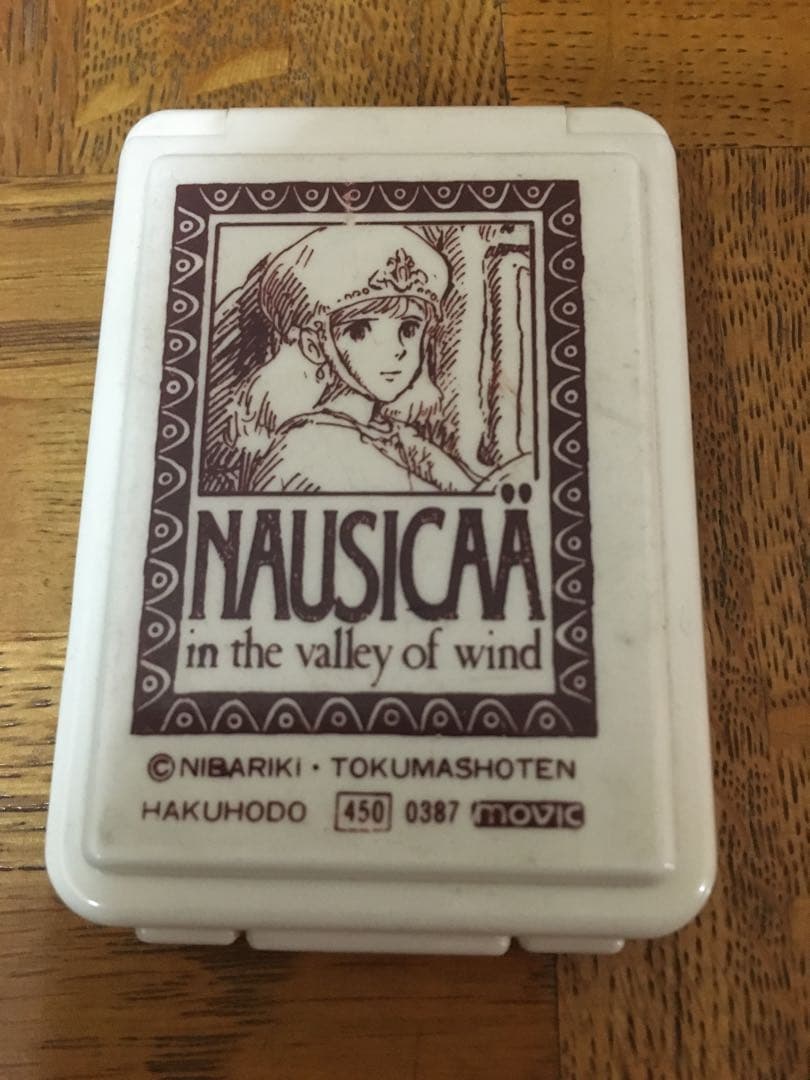 NAUSICAÄ
in the valley of wind
©NIBARIKI・TOKUMASHOTEN
HAKUHODO 450 0387 movic